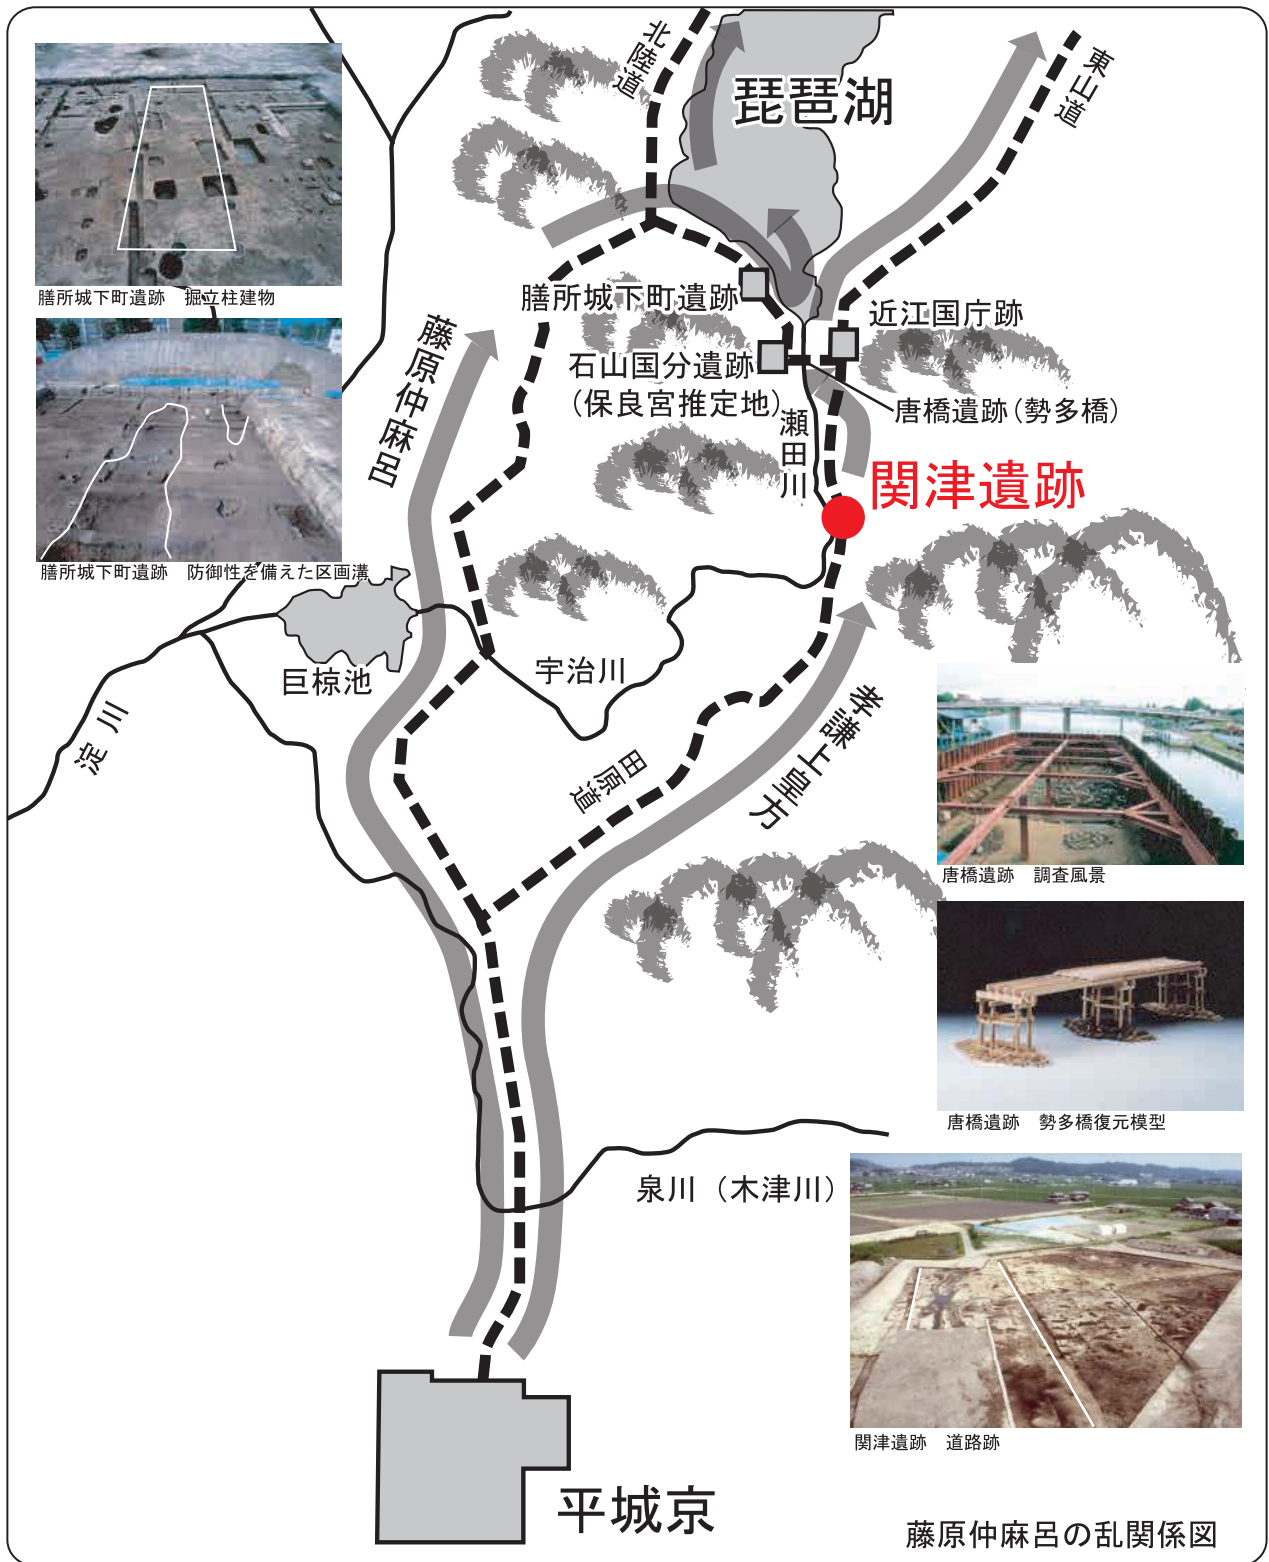 北陸道
琵琶湖
東山道
膳所城下町遺跡　掘立柱建物
膳所城下町遺跡
近江国庁跡
藤原仲麻呂
石山国分遺跡
（保良宮推定地）
唐橋遺跡（勢多橋）
瀬田川
関津遺跡
膳所城下町遺跡　防御性を備えた区画溝
巨椋池
宇治川
淀川
孝謙上皇方
田原道
唐橋遺跡　調査風景
唐橋遺跡　勢多橋復元模型
泉川（木津川）
関津遺跡　道路跡
平城京
藤原仲麻呂の乱関係図